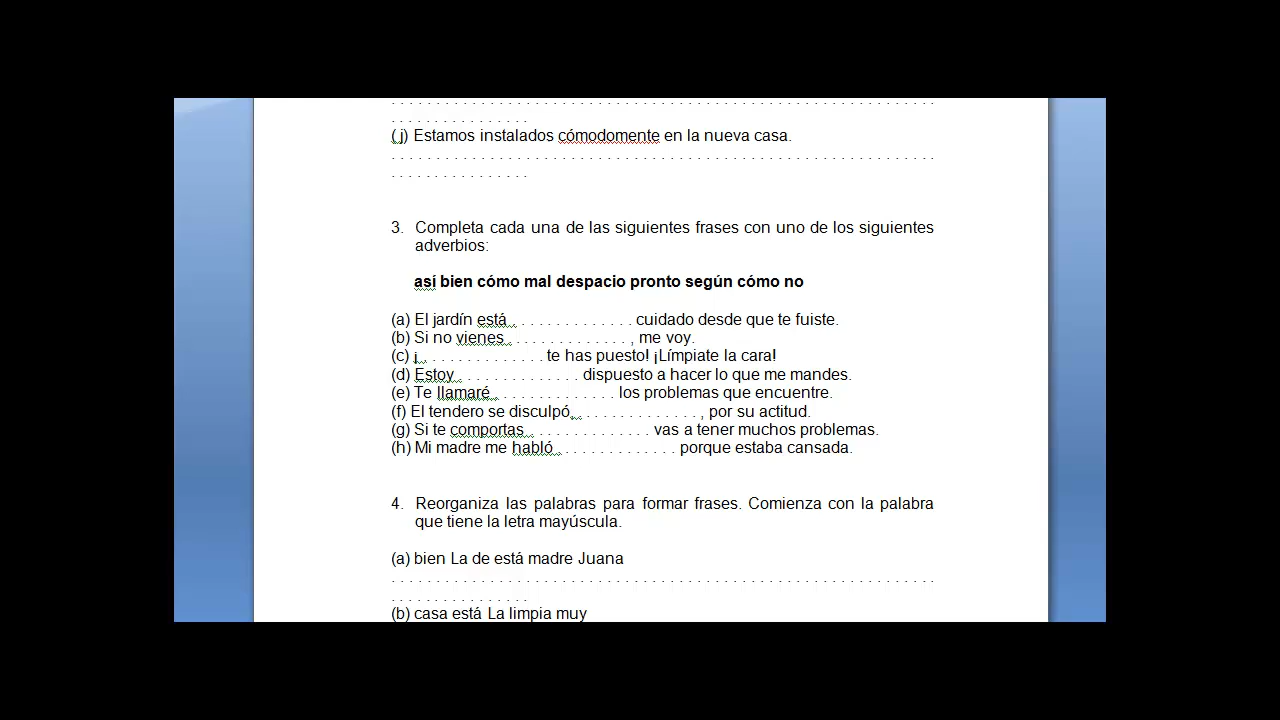 . . . . . . . . . . . . . . . . . . . . . . . . . . . . . . . . . . . . . . . . . . . . . . . . . . . . . . . . . . . . .
. . . . . . . . . . . . . . . .
(j) Estamos instalados cómodomente en la nueva casa.
. . . . . . . . . . . . . . . . . . . . . . . . . . . . . . . . . . . . . . . . . . . . . . . . . . . . . . . . . . . . .
. . . . . . . . . . . . . . . .
3. Completa cada una de las siguientes frases con uno de los siguientes
adverbios:
así bien cómo mal despacio pronto según cómo no
(a) El jardín está . . . . . . . . . . . . . . cuidado desde que te fuiste.
(b) Si no vienes . . . . . . . . . . . . . . , me voy.
(c) ¡. . . . . . . . . . . . . . te has puesto! ¡Límpiate la cara!
(d) Estoy . . . . . . . . . . . . . . dispuesto a hacer lo que me mandes.
(e) Te llamaré . . . . . . . . . . . . . . los problemas que encuentre.
(f) El tendero se disculpó, . . . . . . . . . . . . . . , por su actitud.
(g) Si te comportas . . . . . . . . . . . . . . vas a tener muchos problemas.
(h) Mi madre me habló . . . . . . . . . . . . . . porque estaba cansada.
4. Reorganiza las palabras para formar frases. Comienza con la palabra
que tiene la letra mayúscula.
(a) bien La de está madre Juana
. . . . . . . . . . . . . . . . . . . . . . . . . . . . . . . . . . . . . . . . . . . . . . . . . . . . . . . . . . . . .
. . . . . . . . . . . . . . . .
(b) casa está La limpia muy